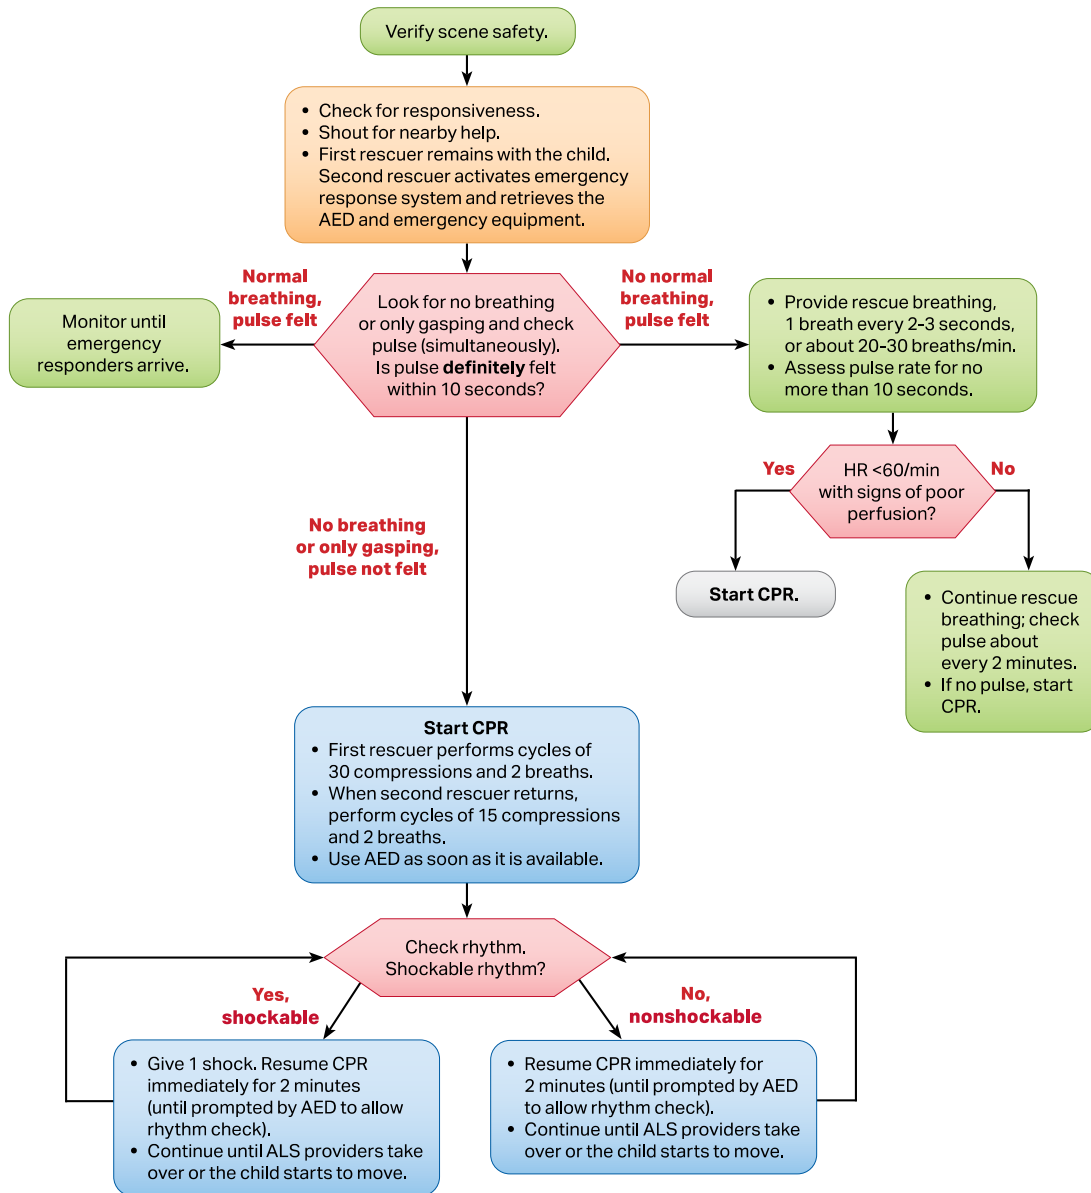 Verify scene safety.
• Check for responsiveness.
• Shout for nearby help.
• First rescuer remains with the child.
Second rescuer activates emergency
response system and retrieves the
AED and emergency equipment.
Normal
breathing,
pulse felt
No normal
breathing,
pulse felt
Monitor until
emergency
responders arrive.
Look for no breathing
or only gasping and check
pulse (simultaneously).
Is pulse definitely felt
within 10 seconds?
• Provide rescue breathing,
1 breath every 2-3 seconds,
or about 20-30 breaths/min.
• Assess pulse rate for no
more than 10 seconds.
Yes
HR <60/min
with signs of poor
perfusion?
No
No breathing
or only gasping,
pulse not felt
Start CPR.
• Continue rescue
breathing; check
pulse about
every 2 minutes.
• If no pulse, start
CPR.
Start CPR
• First rescuer performs cycles of
30 compressions and 2 breaths.
• When second rescuer returns,
perform cycles of 15 compressions
and 2 breaths.
• Use AED as soon as it is available.
Check rhythm.
Shockable rhythm?
Yes,
shockable
No,
nonshockable
• Give 1 shock. Resume CPR
immediately for 2 minutes
(until prompted by AED to allow
rhythm check).
• Continue until ALS providers take
over or the child starts to move.
• Resume CPR immediately for
2 minutes (until prompted by AED
to allow rhythm check).
• Continue until ALS providers take
over or the child starts to move.